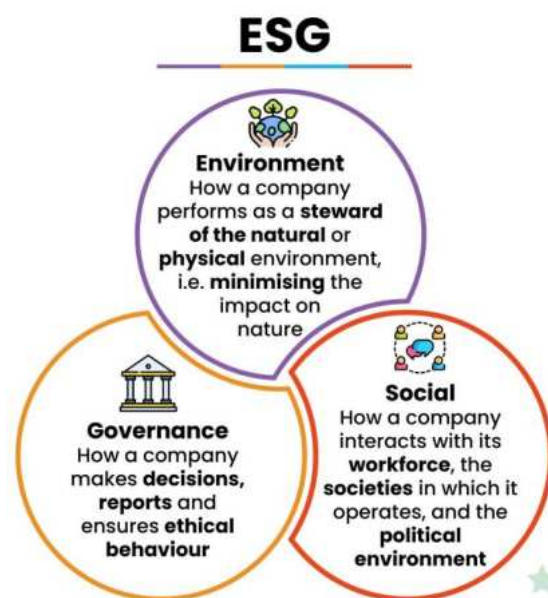 ESG
Environment
How a company
performs as a steward
of the natural or
physical environment,
i.e. minimising the
impact on
nature
Governance
How a company
makes decisions,
reports and
ensures ethical
behaviour
Social
How a company
interacts with its
workforce, the
societies in which it
operates, and the
political
environment